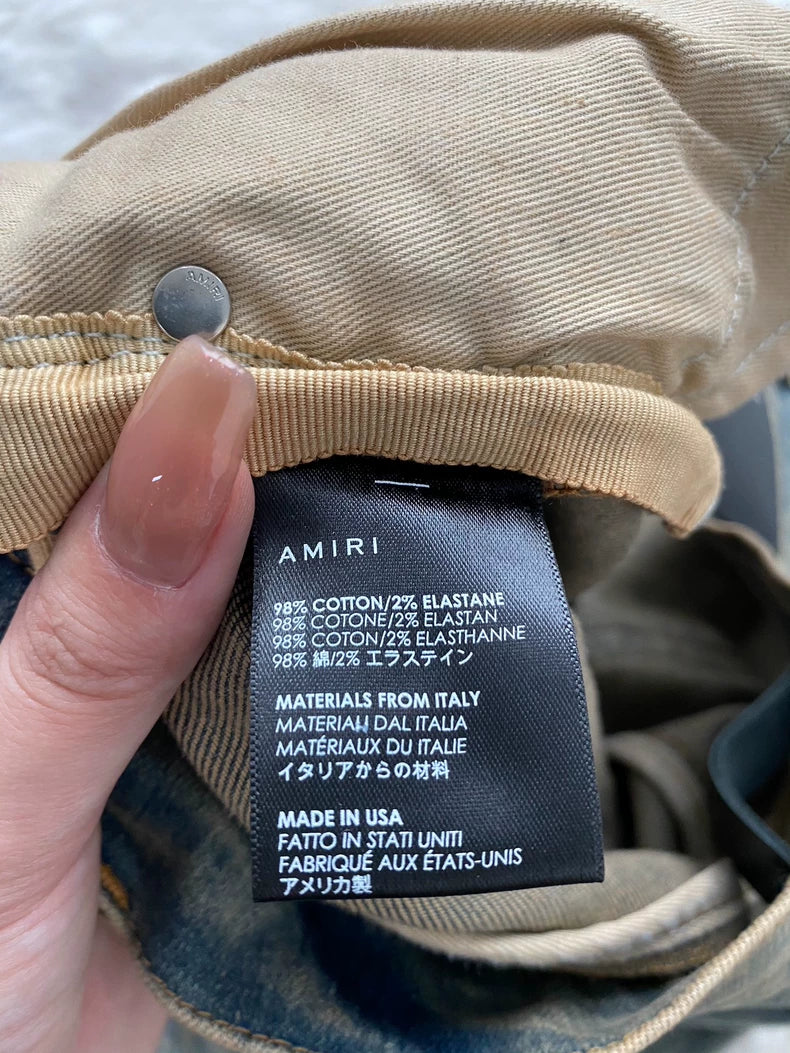 AMIRI
AMIRI
98% COTTON/2% ELASTANE
98% COTONE/2% ELASTAN
98% COTTON/2% ELASTHANNE
98% 綿/2% エラステイン
MATERIALS FROM ITALY
MATERIALI DAL ITALIA
MATÉRIAUX DU ITALIE
イタリアからの材料
MADE IN USA
FATTO IN STATI UNITI
FABRIQUÉ AUX ÉTATS-UNIS
アメリカ製